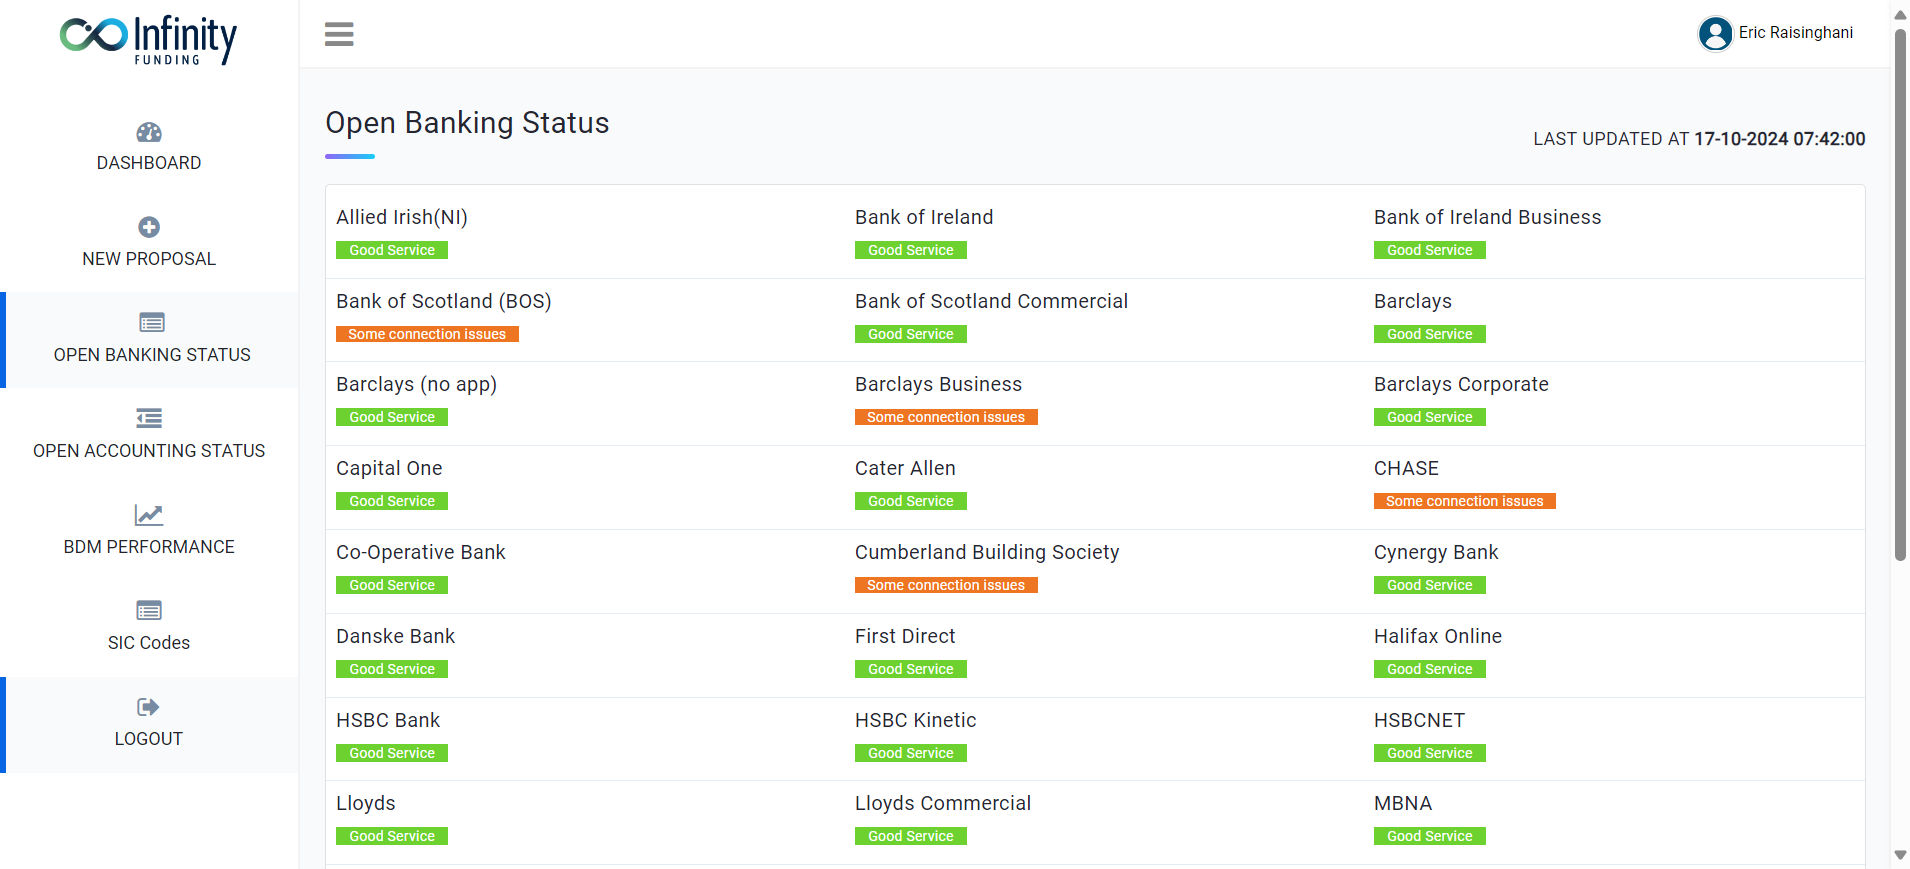 Infinity
FUNDING
Eric Raisinghani
DASHBOARD
NEW PROPOSAL
OPEN BANKING STATUS
OPEN ACCOUNTING STATUS
BDM PERFORMANCE
SIC Codes
LOGOUT
Open Banking Status
LAST UPDATED AT 17-10-2024 07:42:00
Allied Irish(NI) Bank of Ireland Bank of Ireland Business
Good Service Good Service Good Service
Bank of Scotland (BOS) Bank of Scotland Commercial Barclays
Some connection issues Good Service Good Service
Barclays (no app) Barclays Business Barclays Corporate
Good Service Some connection issues Good Service
Capital One Cater Allen CHASE
Good Service Good Service Some connection issues
Co-Operative Bank Cumberland Building Society Cynergy Bank
Good Service Some connection issues Good Service
Danske Bank First Direct Halifax Online
Good Service Good Service Good Service
HSBC Bank HSBC Kinetic HSBCNET
Good Service Good Service Good Service
Lloyds Lloyds Commercial MBNA
Good Service Good Service Good Service